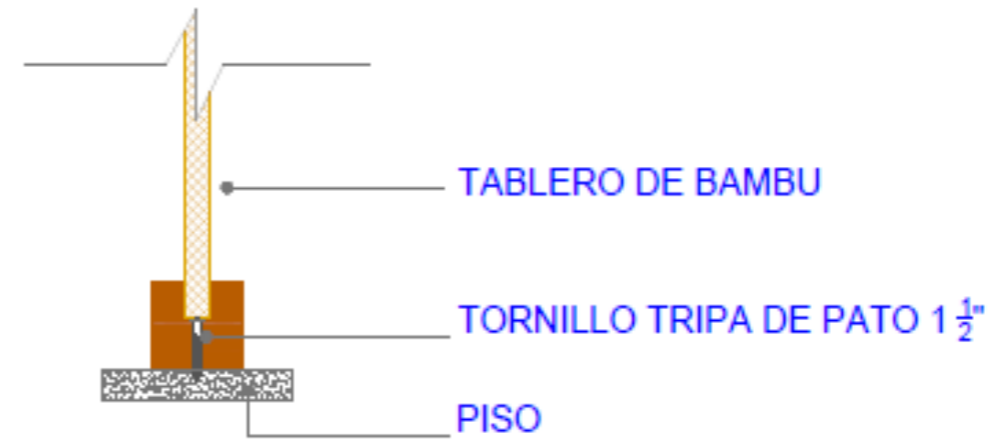 TABLERO DE BAMBU
TORNILLO TRIPA DE PATO 1 1/2"
PISO